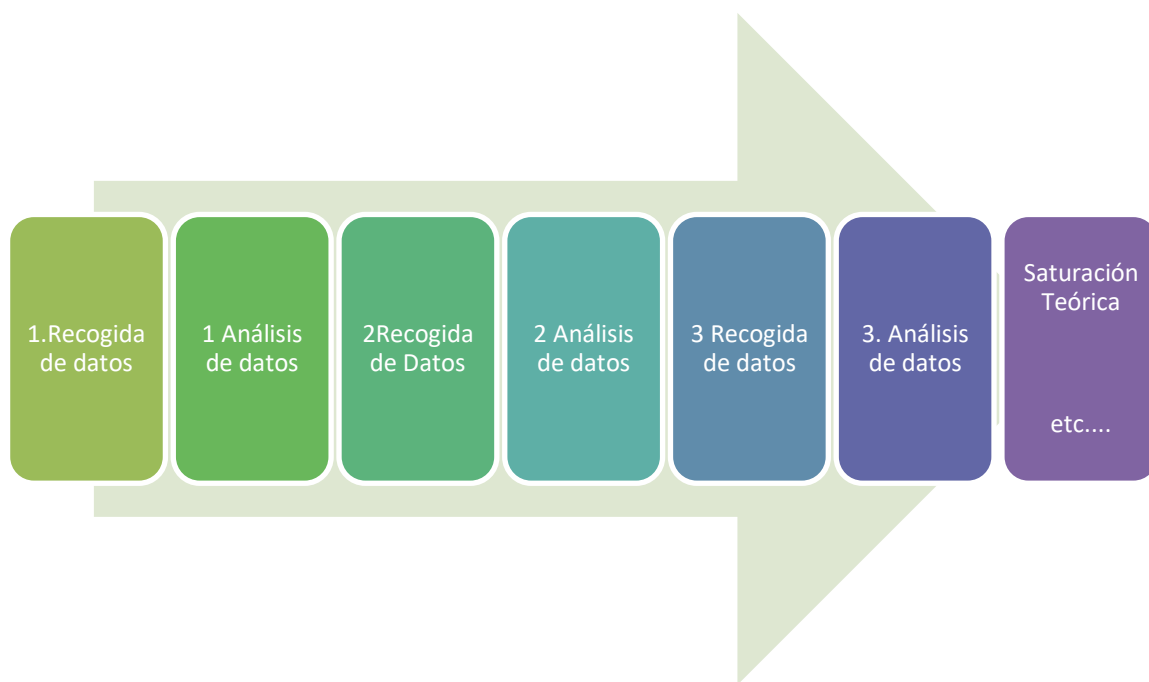 1.Recogida
de datos
1 Análisis
de datos
2Recogida
de Datos
2 Análisis
de datos
3 Recogida
de datos
3. Análisis
de datos
Saturación
Teórica
etc....